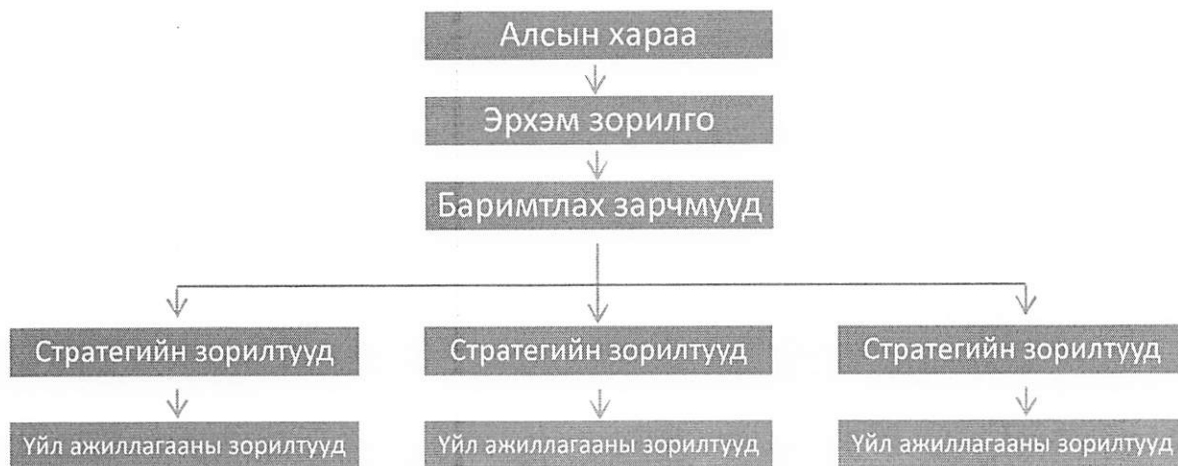 Алсын хараа
Эрхэм зорилго
Баримтлах зарчмууд
Стратегийн зорилтууд
Стратегийн зорилтууд
Стратегийн зорилтууд
Үйл ажиллагааны зорилтууд
Үйл ажиллагааны зорилтууд
Үйл ажиллагааны зорилтууд